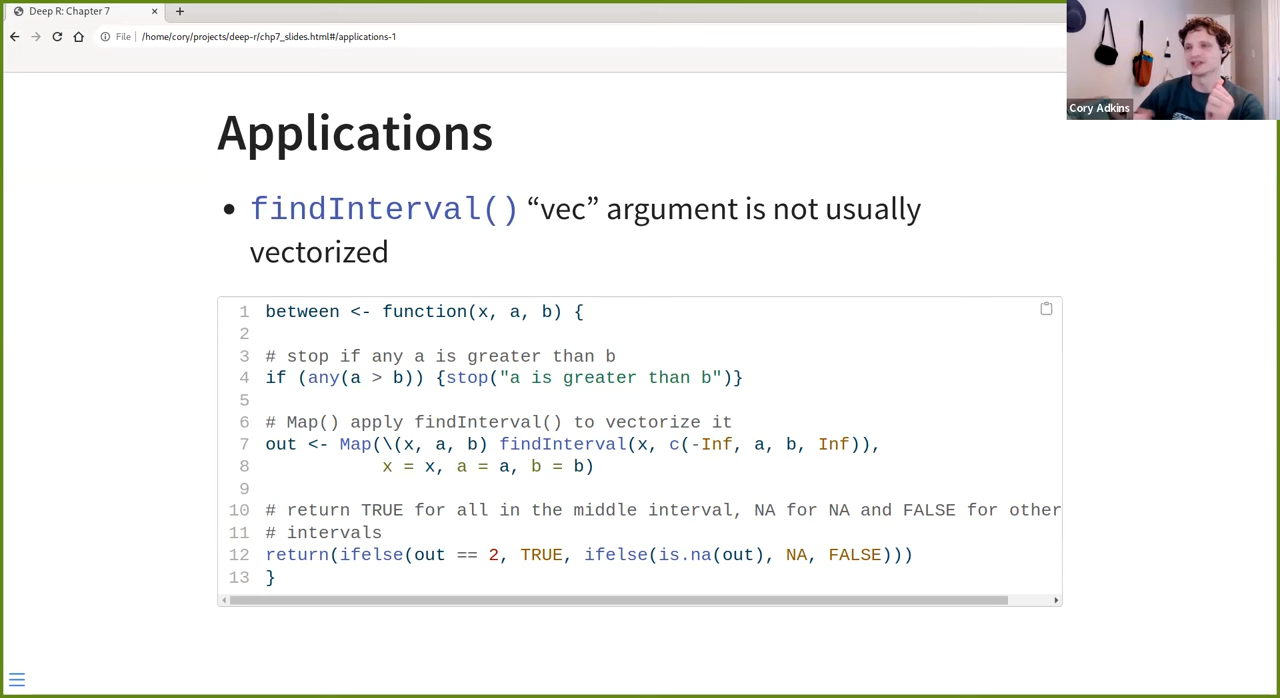 Deep R: Chapter 7
File /home/cory/projects/deep-r/chp7_slides.html#/applications-1
Cory Adkins
Applications
• findInterval() “vec” argument is not usually
vectorized
1 between <- function(x, a, b) {
2
3 # stop if any a is greater than b
4 if (any(a > b)) {stop("a is greater than b")}
5
6 # Map() apply findInterval() to vectorize it
7 out <- Map(\(x, a, b) findInterval(x, c(-Inf, a, b, Inf)),
8 x = x, a = a, b = b)
9
10 # return TRUE for all in the middle interval, NA for NA and FALSE for other
11 # intervals
12 return(ifelse(out == 2, TRUE, ifelse(is.na(out), NA, FALSE)))
13 }